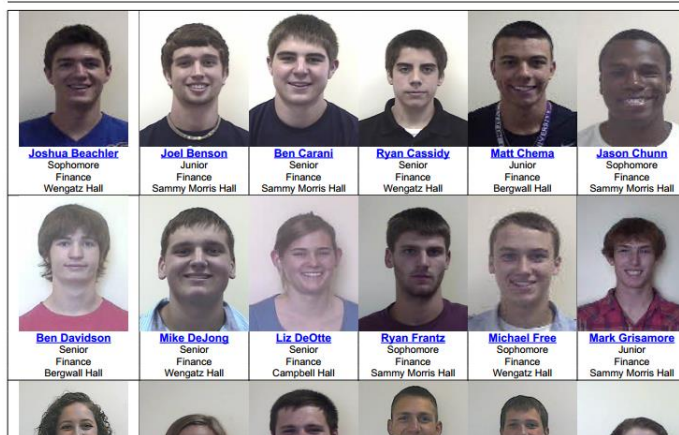 Joshua Beachler
Sophomore
Finance
Wengatz Hall
Joel Benson
Junior
Finance
Sammy Morris Hall
Ben Carani
Senior
Finance
Sammy Morris Hall
Ryan Cassidy
Senior
Finance
Wengatz Hall
Matt Chema
Junior
Finance
Bergwall Hall
Jason Chunn
Sophomore
Finance
Sammy Morris Hall
Ben Davidson
Senior
Finance
Bergwall Hall
Mike DeJong
Senior
Finance
Wengatz Hall
Liz DeOtte
Senior
Finance
Campbell Hall
Ryan Frantz
Sophomore
Finance
Sammy Morris Hall
Michael Free
Sophomore
Finance
Wengatz Hall
Mark Grisamore
Junior
Finance
Sammy Morris Hall